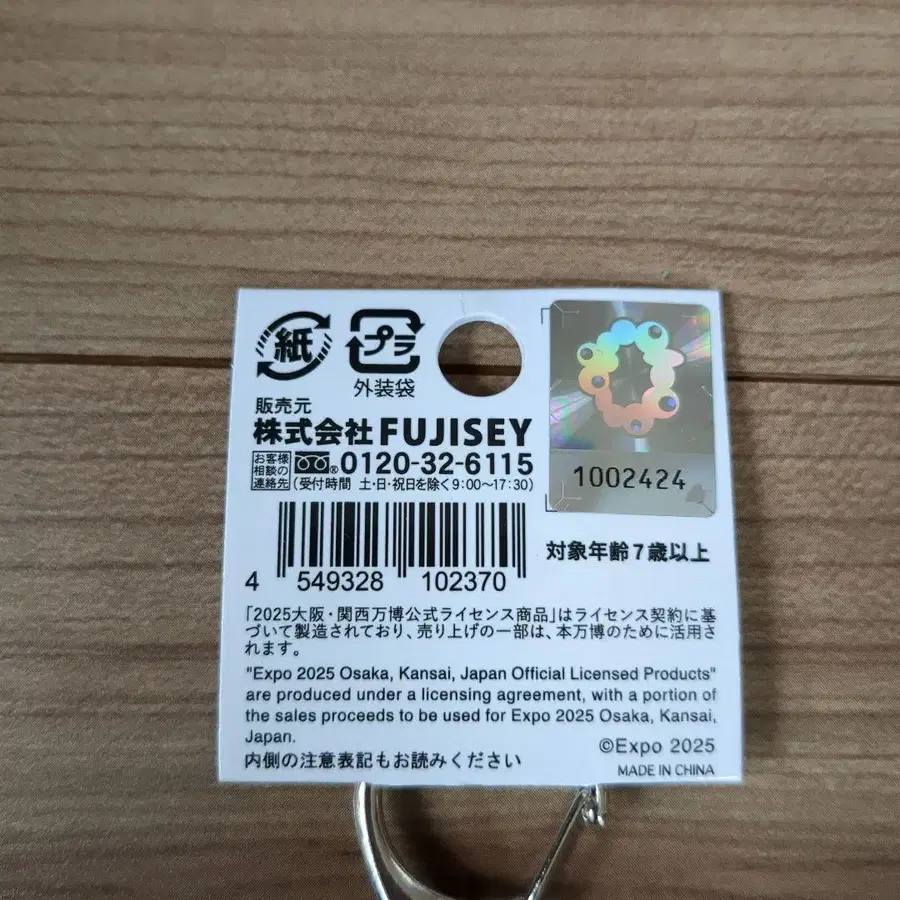 紙
プラ
外装袋
販売元
株式会社FUJISEY
お客様
相談の
連絡先
®0120-32-6115
(受付時間 土・日・祝日を除く9:00〜17:30)
1002424
4 549328 102370
対象年齢7歳以上
「2025大阪・関西万博公式ライセンス商品」はライセンス契約に基
づいて製造されており、売り上げの一部は、本万博のために活用さ
れます。
"Expo 2025 Osaka, Kansai, Japan Official Licensed Products"
are produced under a licensing agreement, with a portion of
the sales proceeds to be used for Expo 2025 Osaka, Kansai,
Japan.
©Expo 2025
内側の注意表記もお読みください
MADE IN CHINA